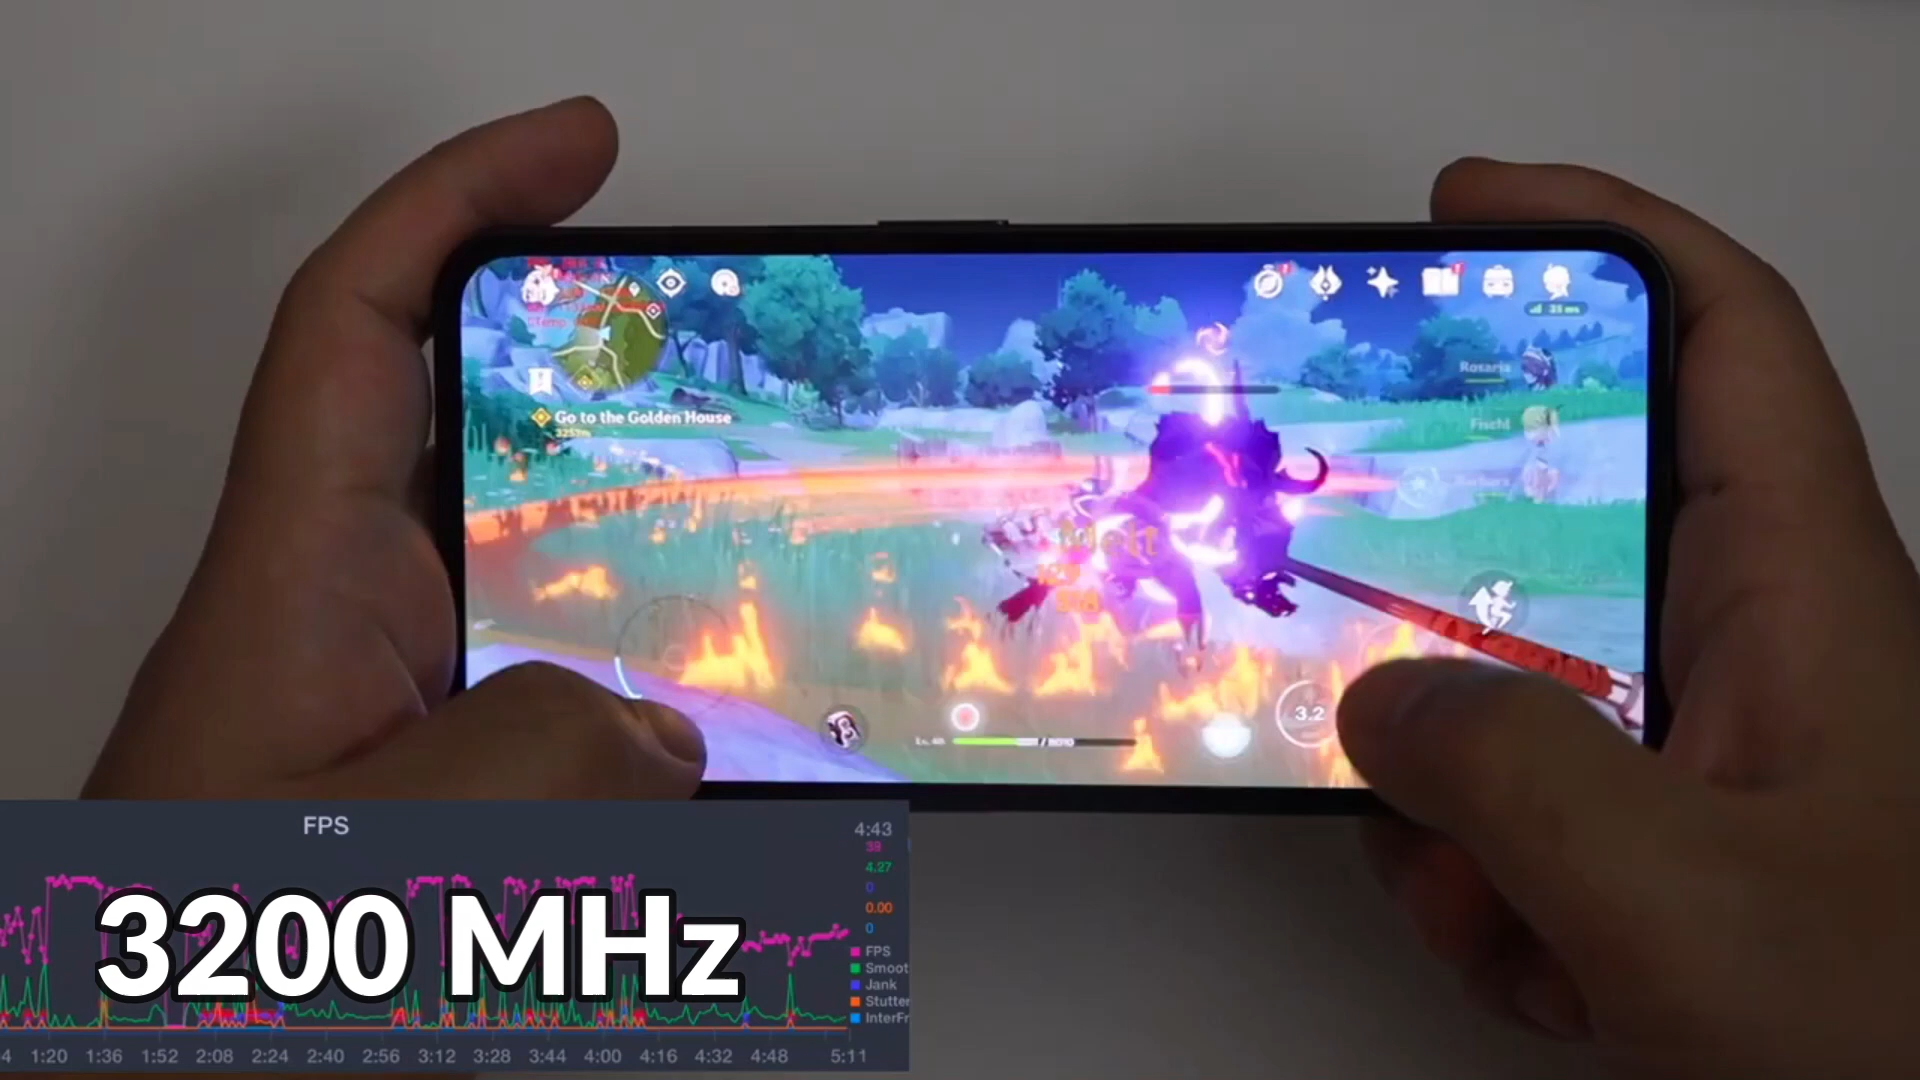 Go to the Golden House
Rosaria
Fischl
Melt
3.2
FPS
4:43
39
4.27
0
0.00
0
3200 MHz
FPS
Smoot
Jank
Stutter
InterFr
1:20 1:36 1:52 2:08 2:24 2:40 2:56 3:12 3:28 3:44 4:00 4:16 4:32 4:48 5:11